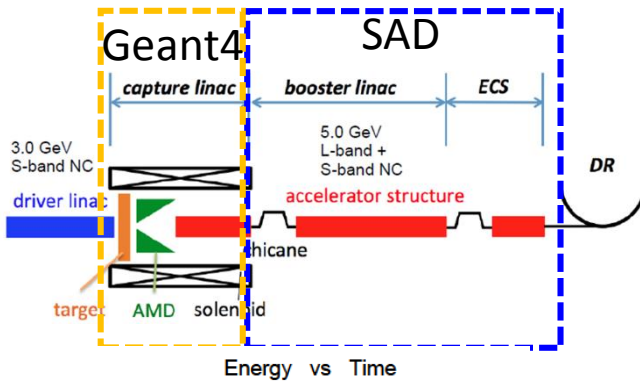 Geant4
SAD
capture linac
booster linac
ECS
3.0 GeV
S-band NC
5.0 GeV
L-band +
S-band NC
DR
driver linac
accelerator structure
hicane
target
AMD
solenoid
Energy vs Time